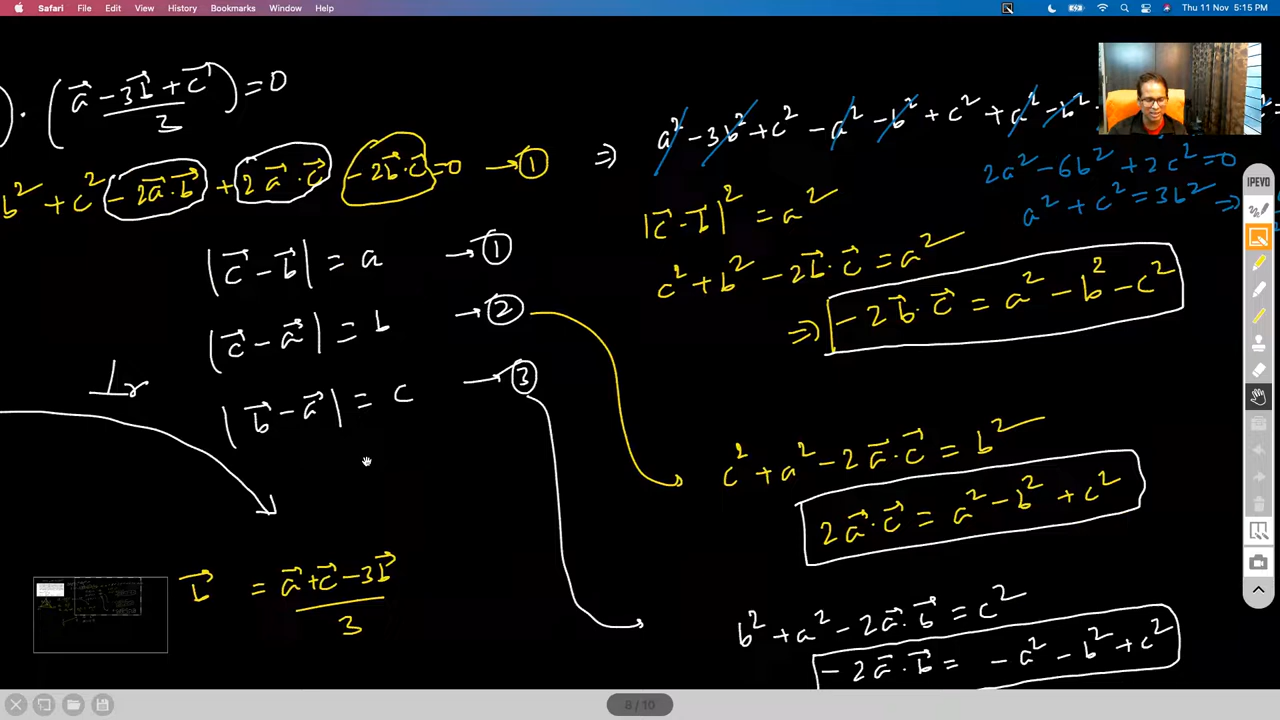 Safari File Edit View History Bookmarks Window Help
Thu 11 Nov 5:15 PM
IPEVO
) · (a⃗ - 3b⃗ + c⃗ / 3) = 0
b² + c² - 2a⃗·b⃗ + 2a⃗·c⃗ - 2b⃗·c⃗ = 0 → ①
|c⃗ - b⃗| = a → ①
|c⃗ - a⃗| = b → ②
|b⃗ - a⃗| = c → ③
⊥r
b⃗ = a⃗ + c⃗ - 3b⃗ / 3
⇒ a² - 3b² + c² - a² - b² + c² + a² - b²
2a² - 6b² + 2c² = 0
a² + c² = 3b² ⇒
|c⃗ - b⃗|² = a²
c² + b² - 2b⃗·c⃗ = a²
⇒ - 2b⃗·c⃗ = a² - b² - c²
c² + a² - 2a⃗·c⃗ = b²
2a⃗·c⃗ = a² - b² + c²
b² + a² - 2a⃗·b⃗ = c²
- 2a⃗·b⃗ = - a² - b² + c²
8 / 10